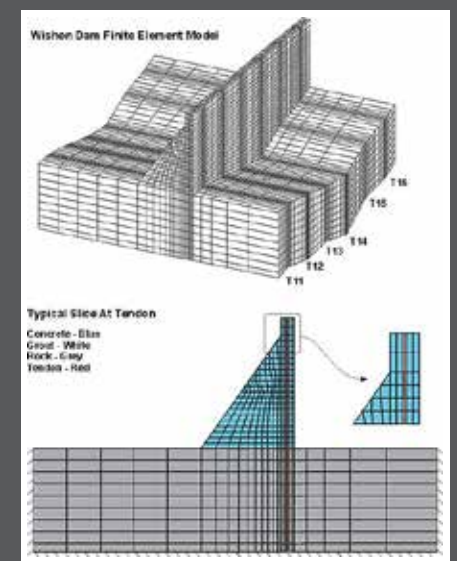 Wishon Dam Finite Element Model
T16
T15
T14
T13
T12
T11
Typical Slice At Tendon
Concrete - Blue
Grout - White
Rock - Grey
Tendon - Red